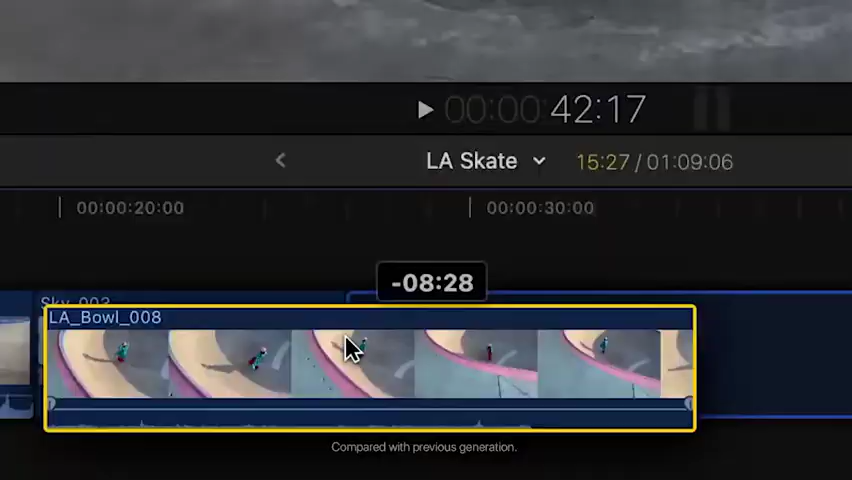 00:00:42:17
LA Skate 15:27 / 01:09:06
00:00:20:00 00:00:30:00
-08:28
Sky_002
LA_Bowl_008
Compared with previous generation.